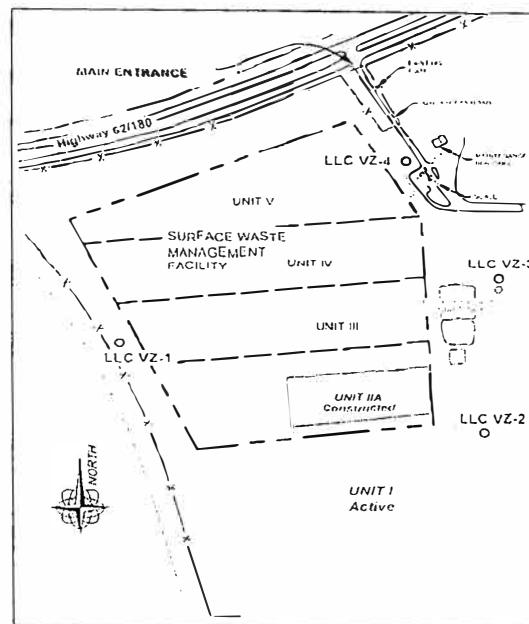 MAIN ENTRANCE
Highway 62/180
LLC VZ-4
UNIT V
SURFACE WASTE
MANAGEMENT
FACILITY
UNIT IV
LLC VZ-3
UNIT III
LLC VZ-1
UNIT IIA
Constructed
LLC VZ-2
NORTH
UNIT I
Active
SCALE